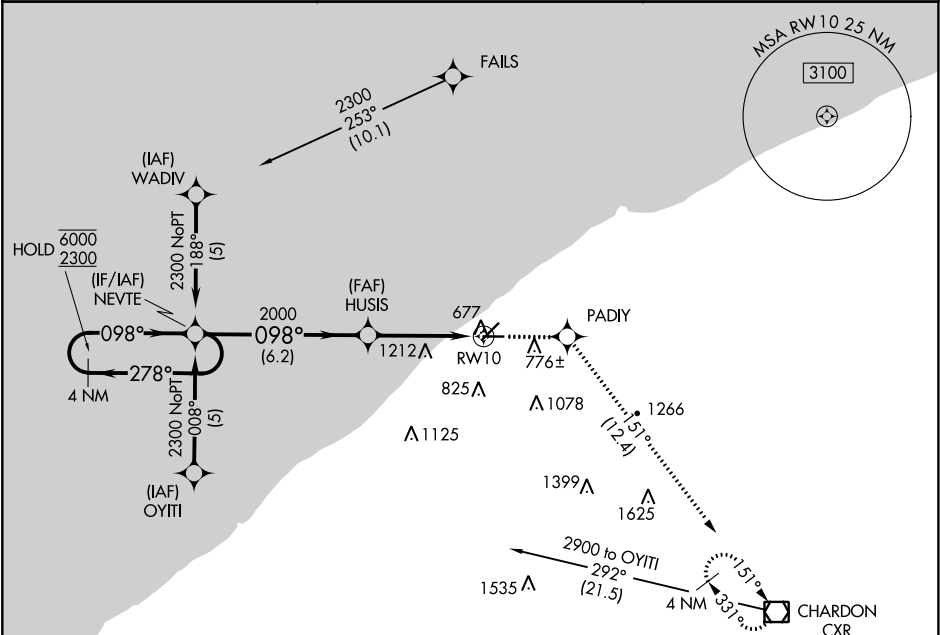 MSA RW10 25 NM
3100
FAILS
2300
253°
(10.1)
(IAF)
WADIV
2300 NoPT
188°
(5)
HOLD
6000
2300
(IF/IAF)
NEVTE
098°
278°
4 NM
2000
098°
(6.2)
(FAF)
HUSIS
677
RW10
PADIY
1212
776±
825
1078
1125
1266
151°
(12.4)
2300 NoPT
008°
(5)
(IAF)
OYITI
1399
1625
2900 to OYITI
292°
(21.5)
1535
4 NM
151°
331°
CHARDON
CXR